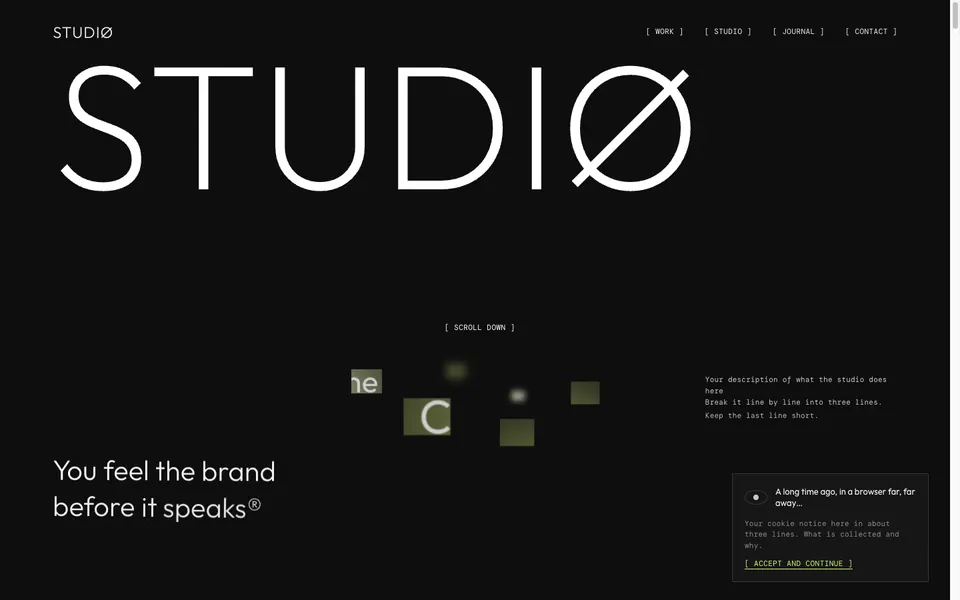 STUDIØ
[ WORK ] [ STUDIO ] [ JOURNAL ] [ CONTACT ]
STUDIØ
[ SCROLL DOWN ]
ne
C
Your description of what the studio does
here
Break it line by line into three lines.
Keep the last line short.
You feel the brand
before it speaks®
A long time ago, in a browser far, far
away...
Your cookie notice here in about
three lines. What is collected and
why.
[ ACCEPT AND CONTINUE ]